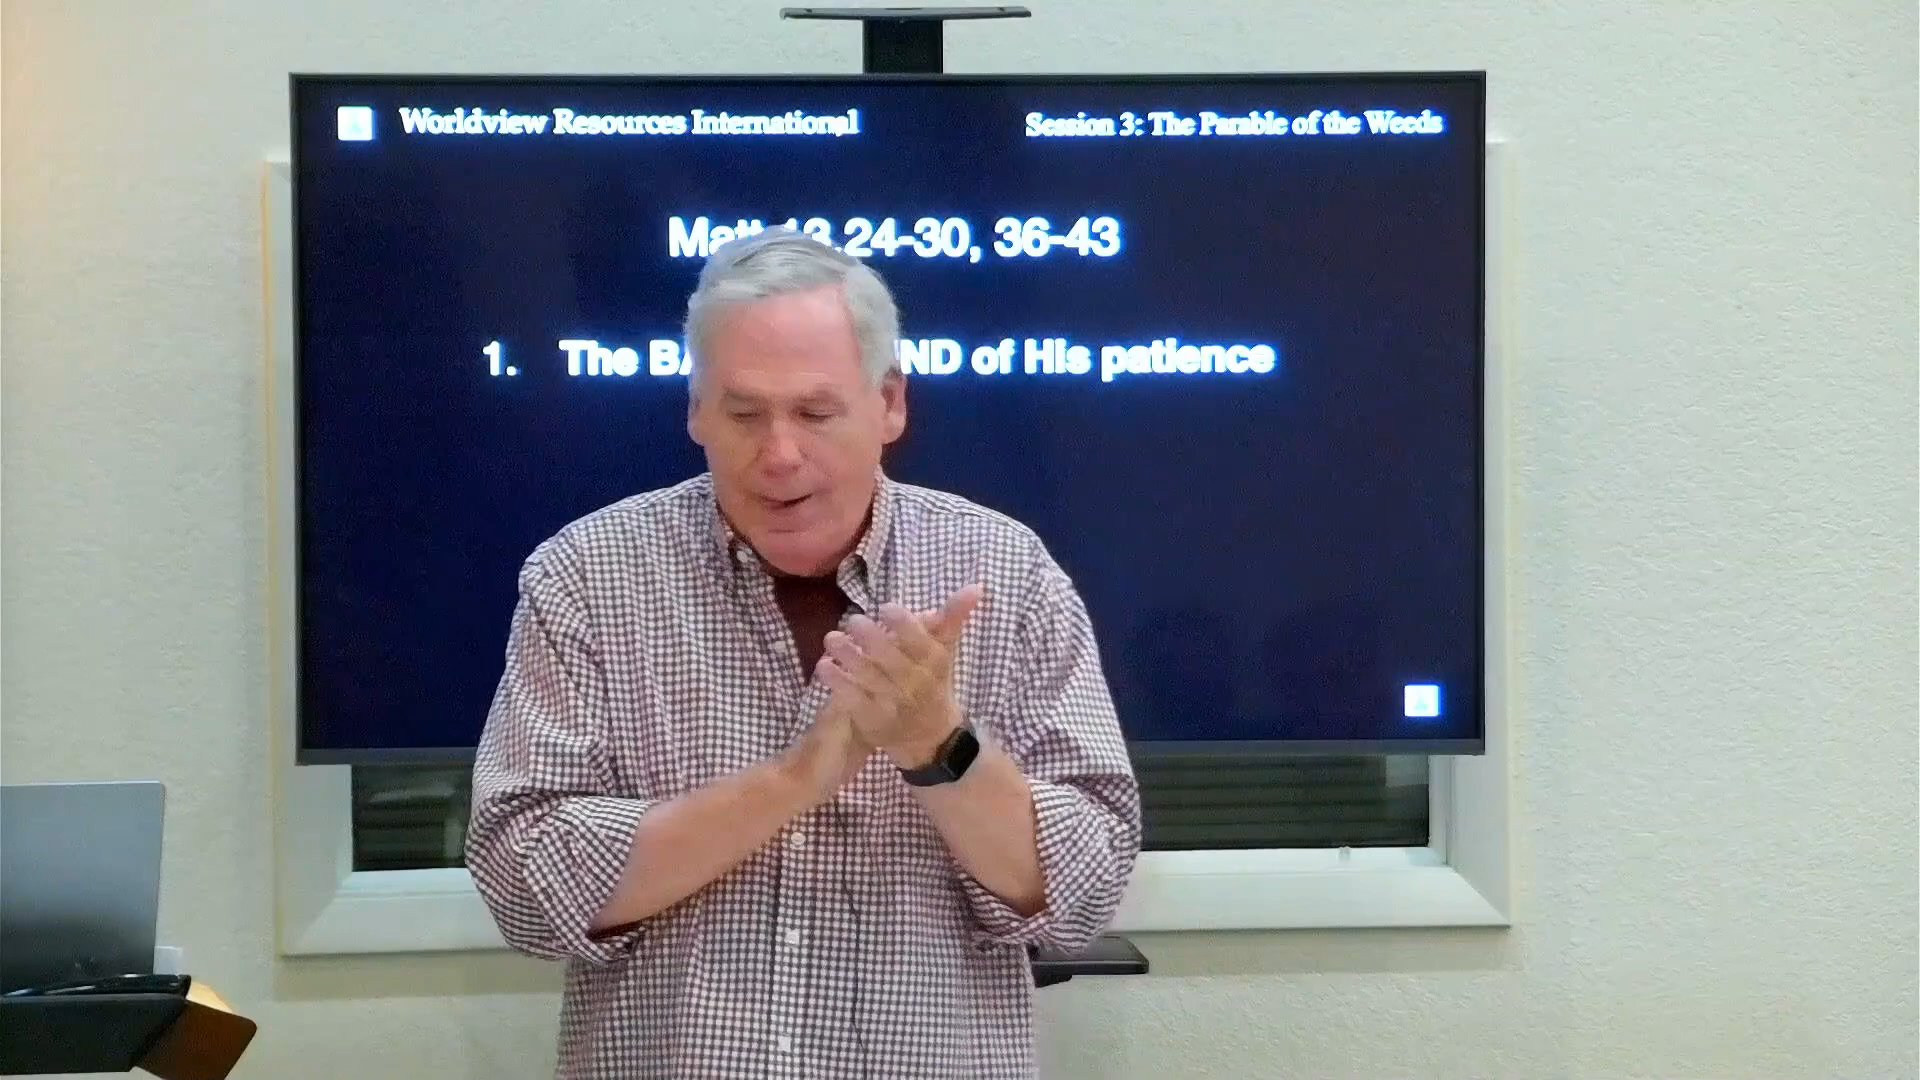 Worldview Resources International
Session 3: The Parable of the Weeds
24-30, 36-43
1. The of His patience